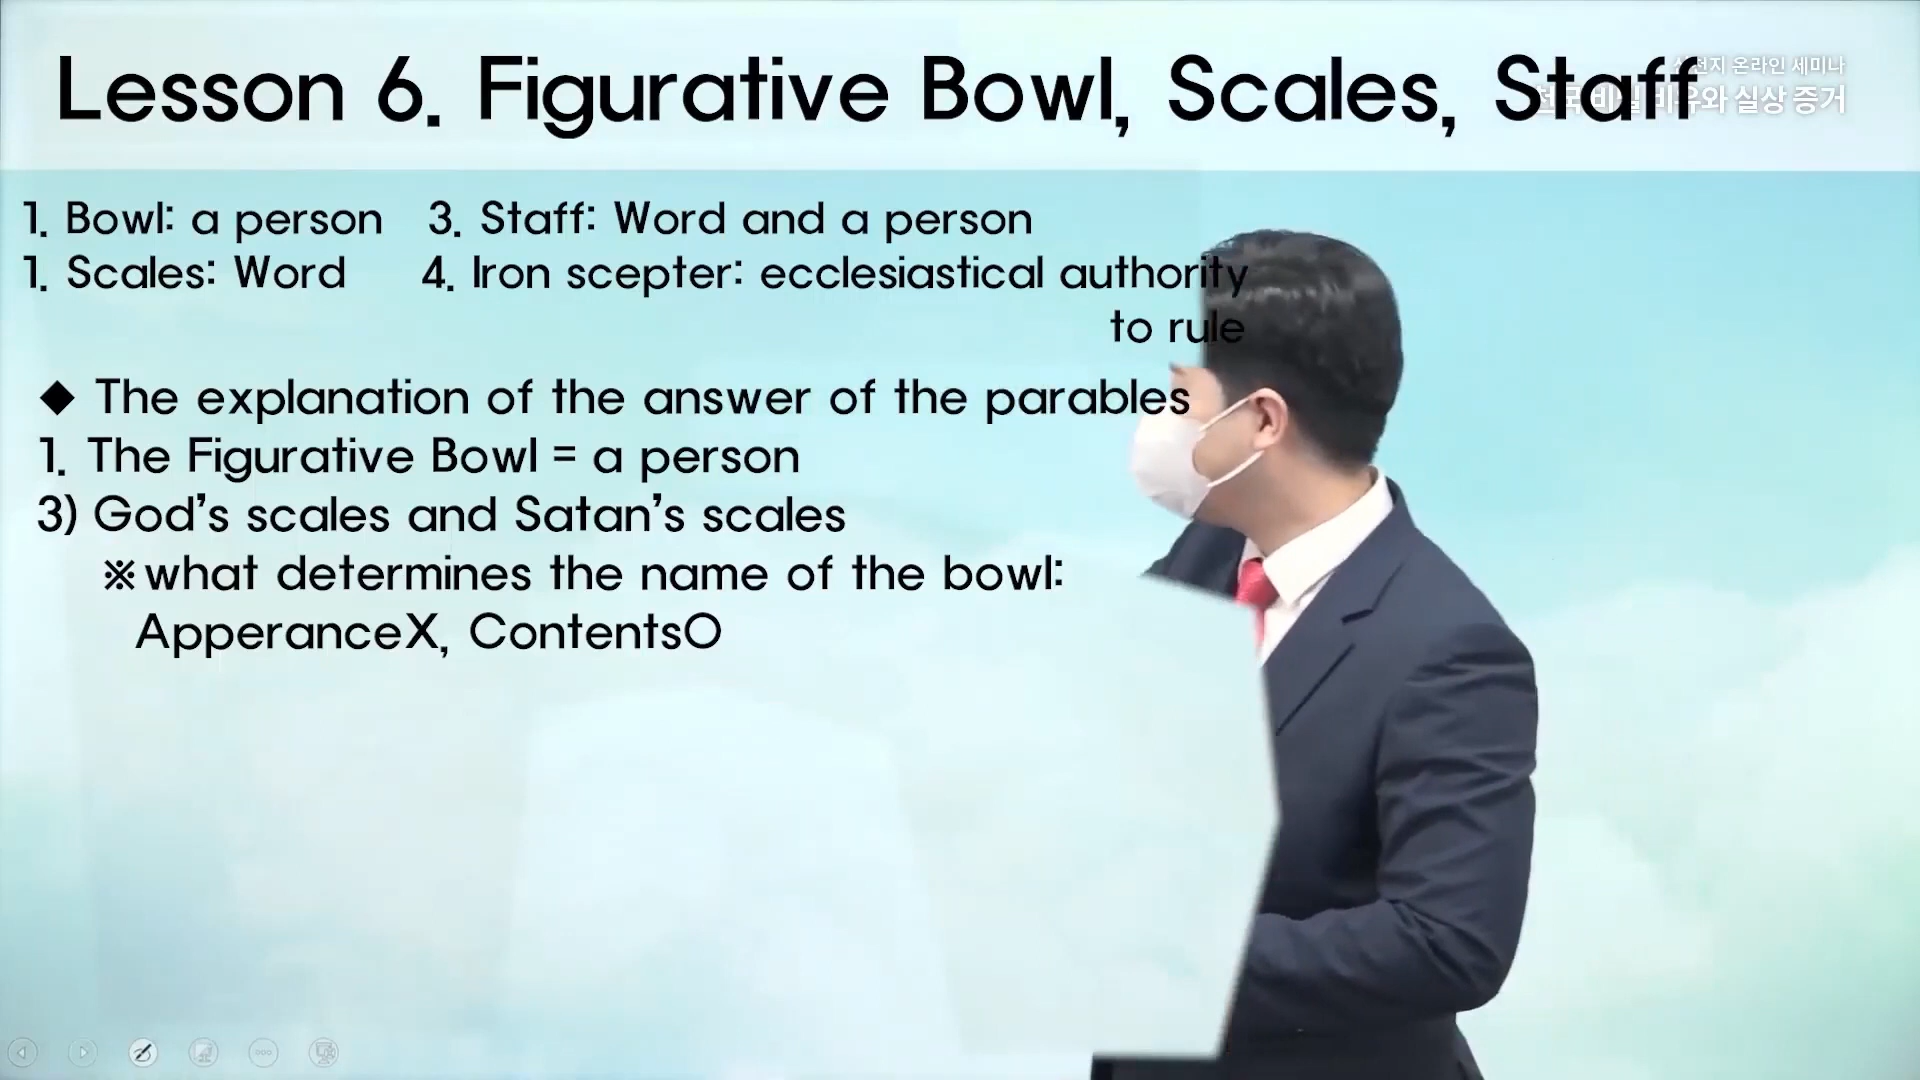 Lesson 6. Figurative Bowl, Scales, Staff
온라인 세미나
실상 증거
1. Bowl: a person 3. Staff: Word and a person
1. Scales: Word 4. Iron scepter: ecclesiastical authority
to rule
◆ The explanation of the answer of the parables
1. The Figurative Bowl = a person
3) God's scales and Satan's scales
※what determines the name of the bowl:
ApperanceX, ContentsO